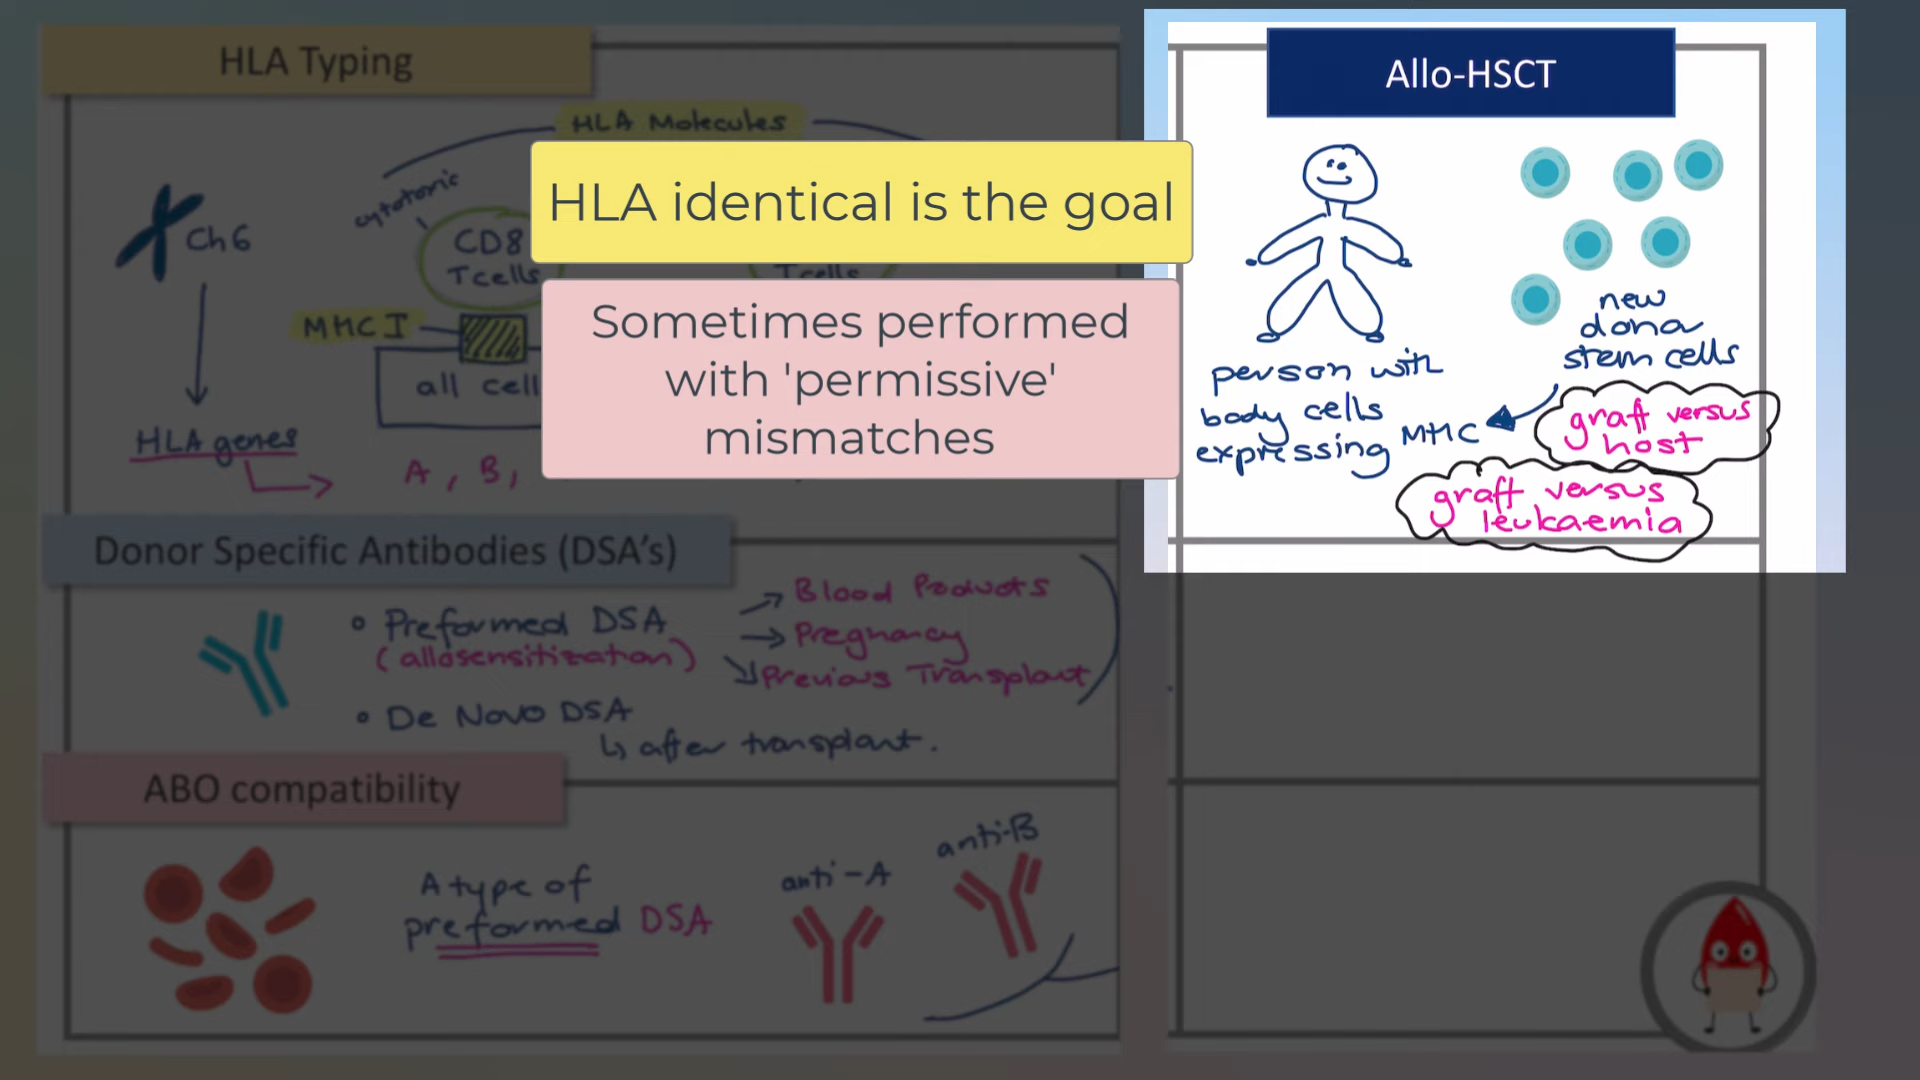 HLA Typing
HLA Molecules
cytotoxic
Ch6
CD8
Tcells
Tcells
MHC I
all cell
HLA genes
A, B,
HLA identical is the goal
Sometimes performed
with 'permissive'
mismatches
Allo-HSCT
person with
body cells
expressing MHC
new
donor
stem cells
graft versus
host
graft versus
leukaemia
Donor Specific Antibodies (DSA's)
Preformed DSA
(allosensitization)
Blood Products
Pregnancy
Previous Transplant
De Novo DSA
after transplant.
ABO compatibility
A type of
preformed DSA
anti-A
anti-B